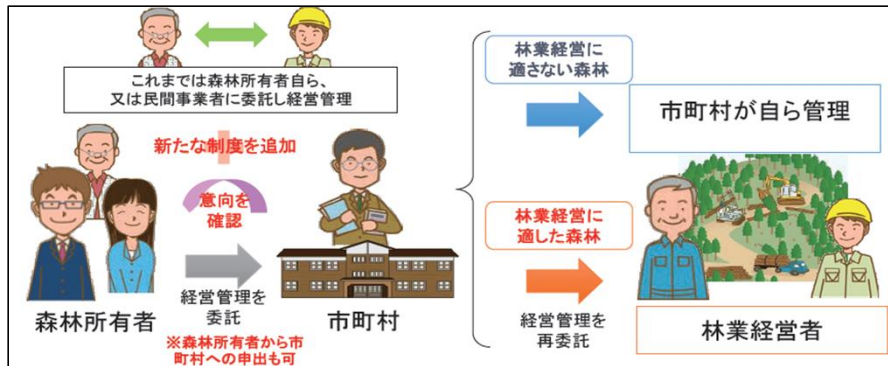 これまでは森林所有者自ら、
又は民間事業者に委託し経営管理
新たな制度を追加
意向を
確認
経営管理を
委託
森林所有者
市町村
※森林所有者から市
町村への申出も可
林業経営に
適さない森林
市町村が自ら管理
林業経営に
適した森林
経営管理を
再委託
林業経営者